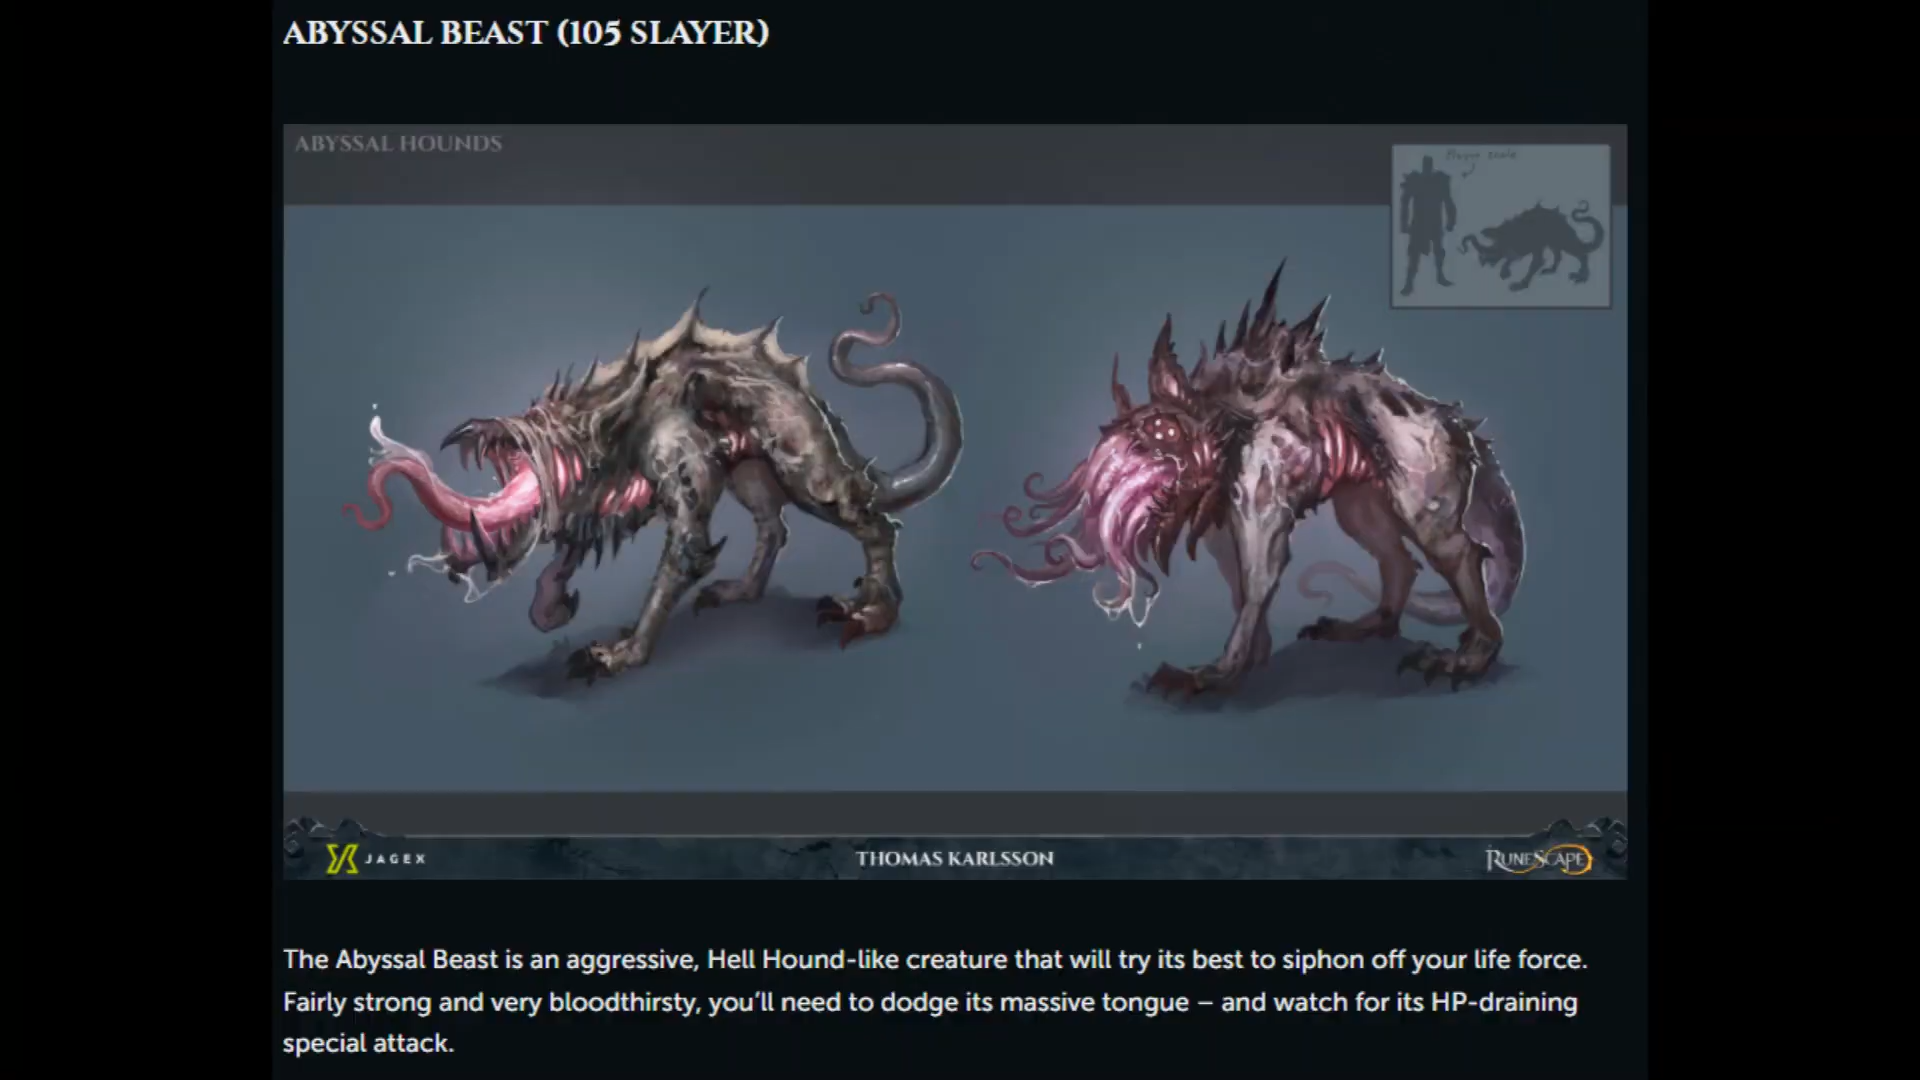 ABYSSAL BEAST (105 SLAYER)
ABYSSAL HOUNDS
Player scale
JAGEX
THOMAS KARLSSON
RUNESCAPE
The Abyssal Beast is an aggressive, Hell Hound-like creature that will try its best to siphon off your life force.
Fairly strong and very bloodthirsty, you'll need to dodge its massive tongue – and watch for its HP-draining
special attack.